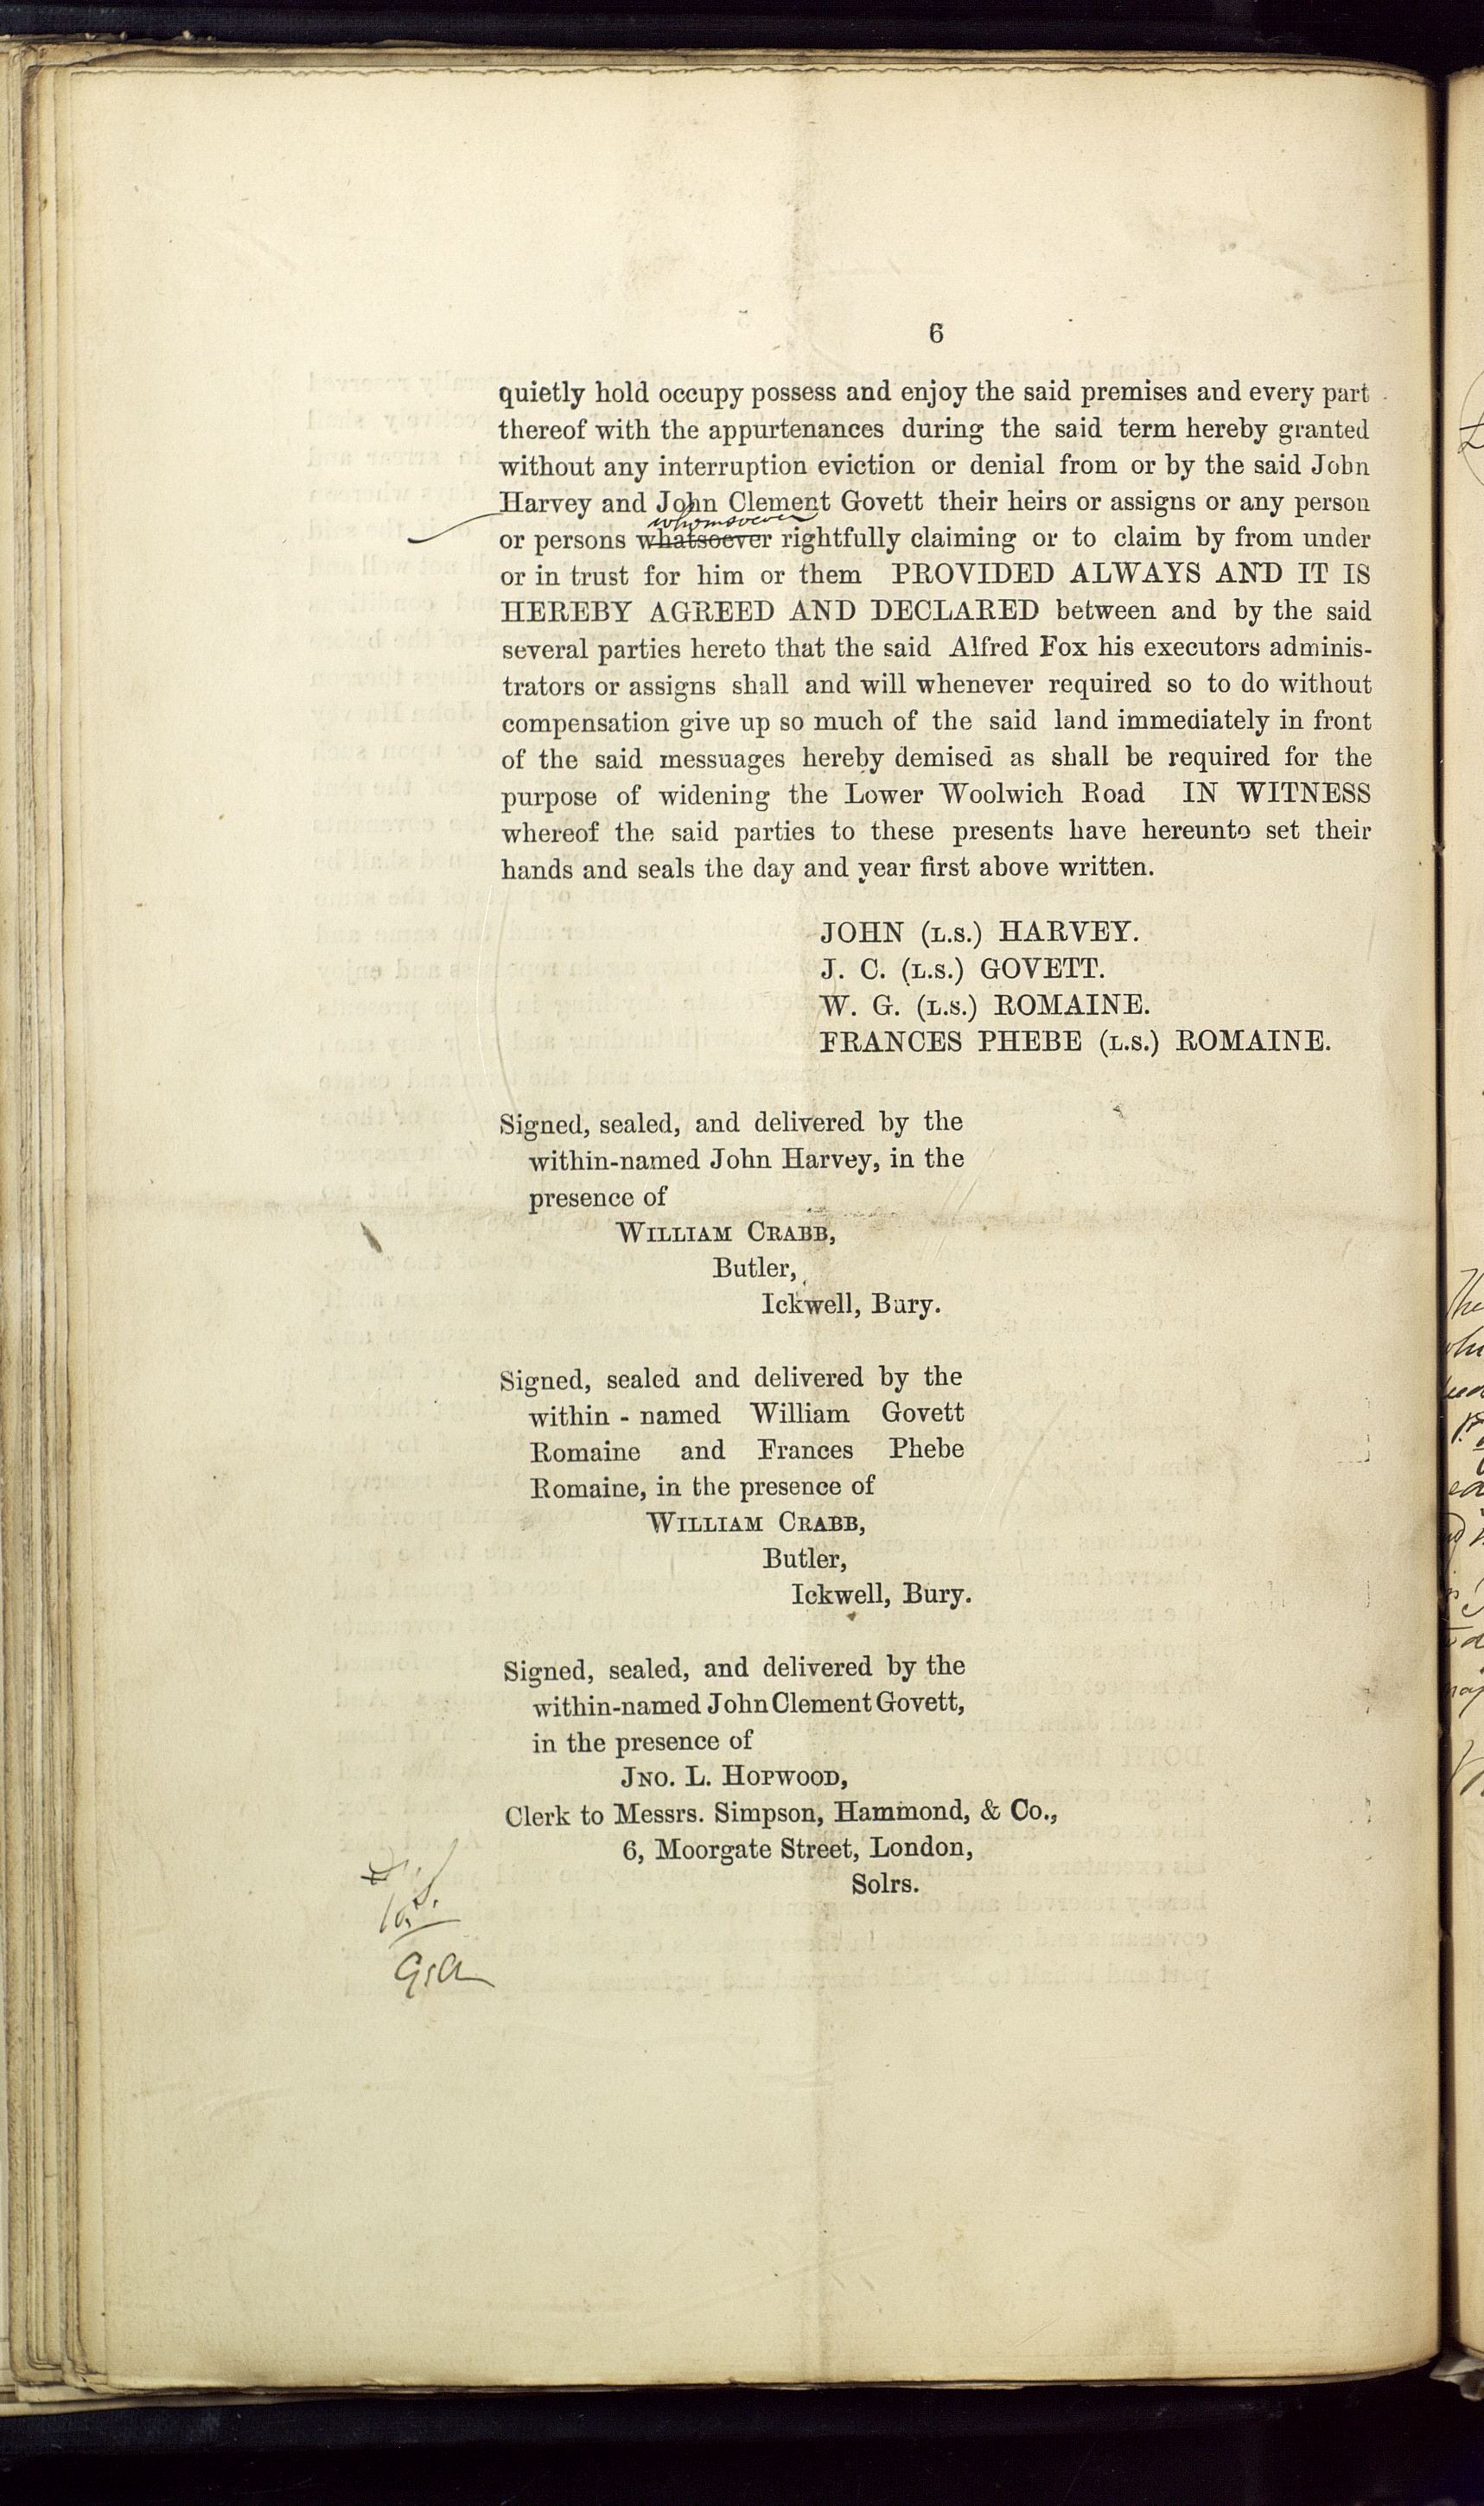 6
quietly hold occupy possess and enjoy the said premises and every part
thereof with the appurtenances during the said term hereby granted
without any interruption eviction or denial from or by the said John
Harvey and John Clement Govett their heirs or assigns or any person
whomsoever
or persons whatsoever rightfully claiming or to claim by from under
or in trust for him or them PROVIDED ALWAYS AND IT IS
HEREBY AGREED AND DECLARED between and by the said
several parties hereto that the said Alfred Fox his executors adminis-
trators or assigns shall and will whenever required so to do without
compensation give up so much of the said land immediately in front
of the said messuages hereby demised as shall be required for the
purpose of widening the Lower Woolwich Road IN WITNESS
whereof the said parties to these presents have hereunto set their
hands and seals the day and year first above written.
JOHN (L.S.) HARVEY.
J. C. (L.S.) GOVETT.
W. G. (L.S.) ROMAINE.
FRANCES PHEBE (L.S.) ROMAINE.
Signed, sealed, and delivered by the
within-named John Harvey, in the
presence of
WILLIAM CRABB,
Butler,
Ickwell, Bury.
Signed, sealed and delivered by the
within - named William Govett
Romaine and Frances Phebe
Romaine, in the presence of
WILLIAM CRABB,
Butler,
Ickwell, Bury.
Signed, sealed, and delivered by the
within-named John Clement Govett,
in the presence of
JNO. L. HOPWOOD,
Clerk to Messrs. Simpson, Hammond, & Co.,
6, Moorgate Street, London,
Solrs.